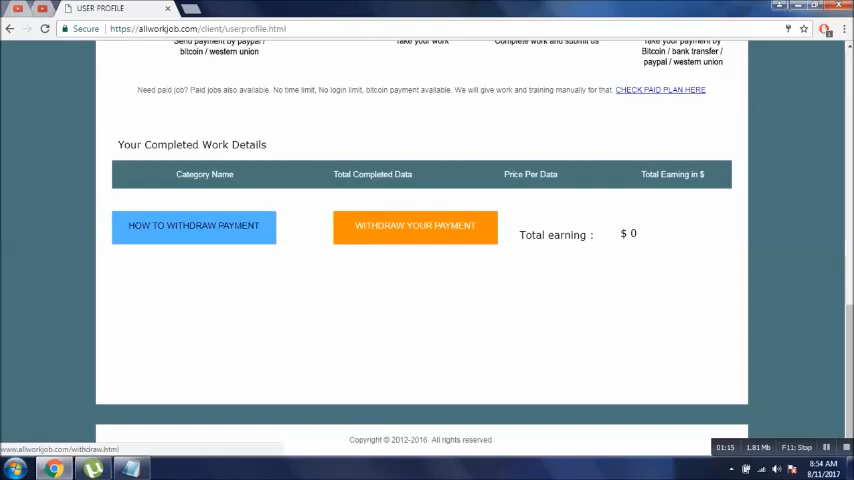 USER PROFILE
Secure
https://allworkjob.com/client/userprofile.html
Send payment by paypal /
bitcoin / western union
Take your work
Complete work and submit us
Take your payment by
Bitcoin / bank transfer /
paypal / western union
Need paid job? Paid jobs also available. No time limit, No login limit, bitcoin payment available. We will give work and training manually for that. CHECK PAID PLAN HERE
Your Completed Work Details
Category Name Total Completed Data Price Per Data Total Earning in $
HOW TO WITHDRAW PAYMENT WITHDRAW YOUR PAYMENT Total earning : $ 0
Copyright © 2012-2016. All rights reserved.
www.allworkjob.com/withdraw.html
01:15 1.81 Mb F11: Stop
8:54 AM
8/11/2017